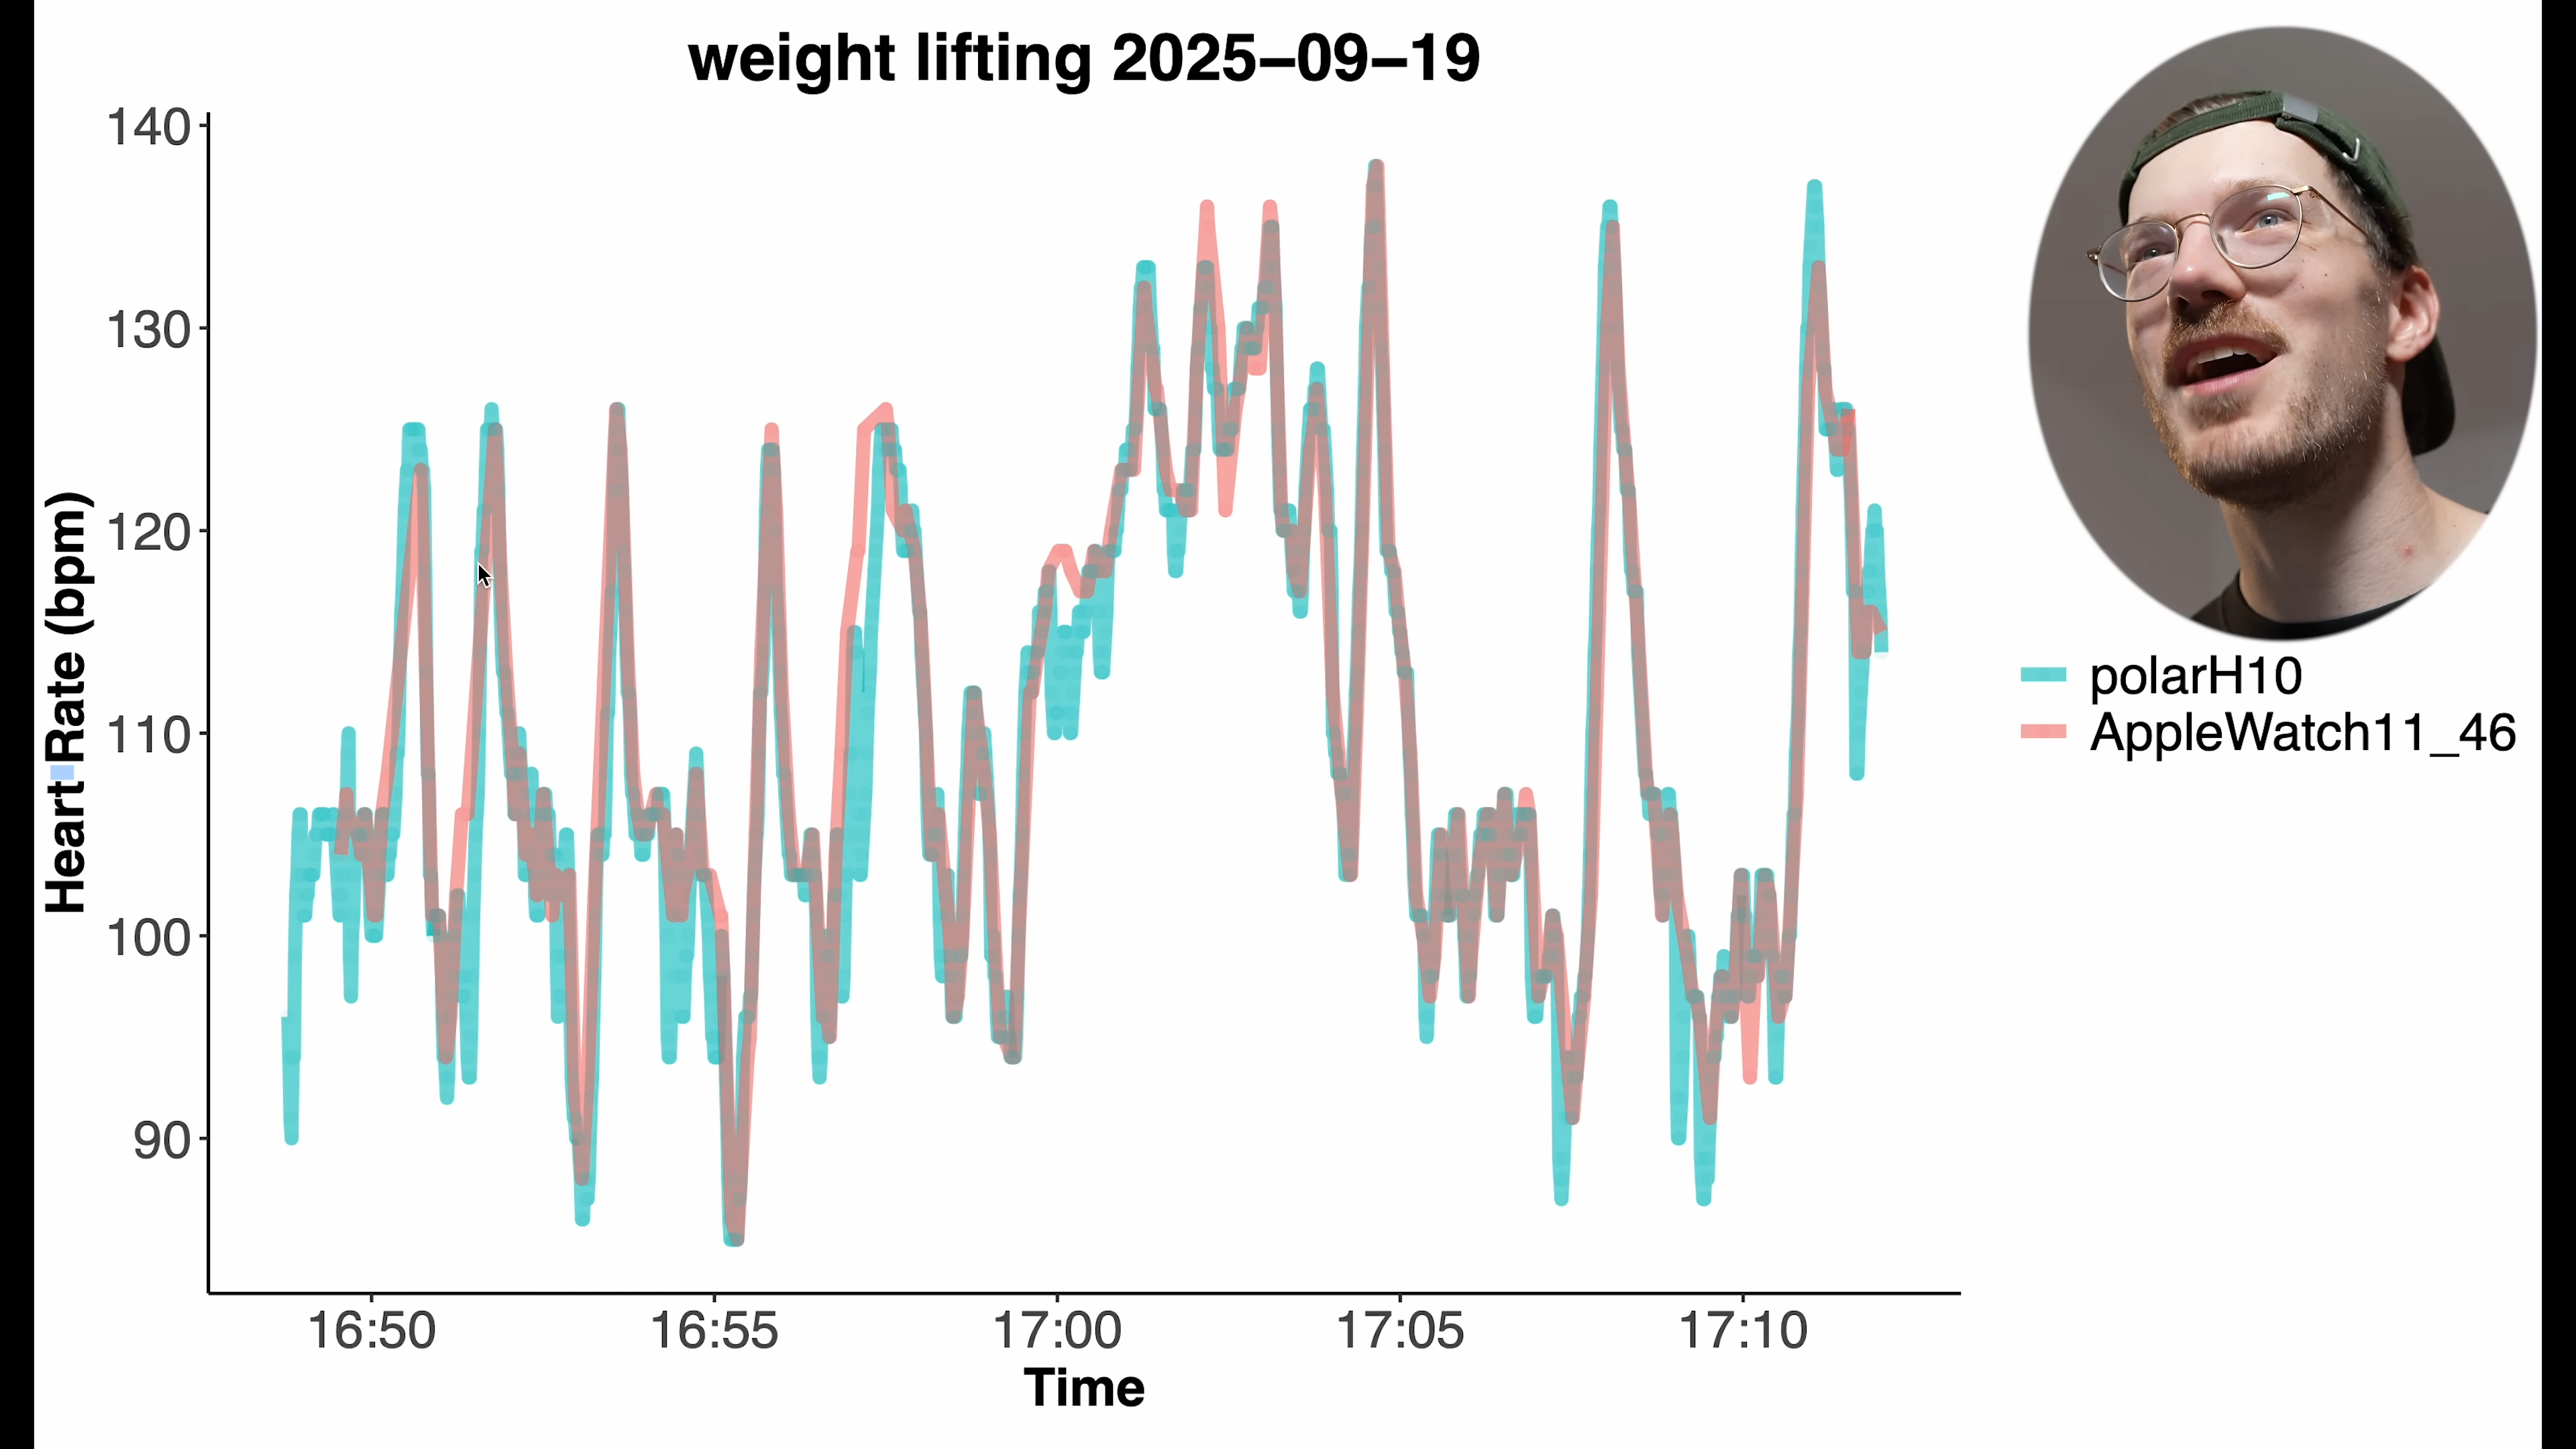 weight lifting 2025–09–19
140
130
120
110
100
90
Heart Rate (bpm)
16:50 16:55 17:00 17:05 17:10
Time
polarH10
AppleWatch11_46